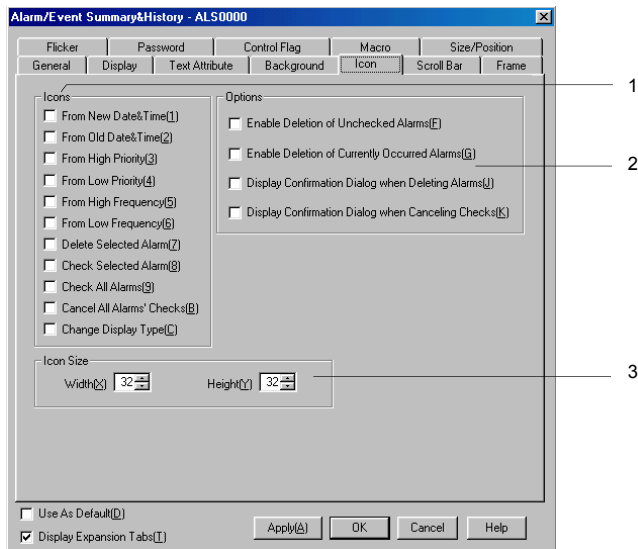 Alarm/Event Summary&History - ALS0000
Flicker Password Control Flag Macro Size/Position
General Display Text Attribute Background Icon Scroll Bar Frame
1
Icons
From New Date&Time(1)
From Old Date&Time(2)
From High Priority(3)
From Low Priority(4)
From High Frequency(5)
From Low Frequency(6)
Delete Selected Alarm(7)
Check Selected Alarm(8)
Check All Alarms(9)
Cancel All Alarms' Checks(B)
Change Display Type(C)
Options
Enable Deletion of Unchecked Alarms(F)
Enable Deletion of Currently Occurred Alarms(G)
2
Display Confirmation Dialog when Deleting Alarms(J)
Display Confirmation Dialog when Canceling Checks(K)
Icon Size
Width(X) 32 Height(Y) 32
3
Use As Default(D)
Display Expansion Tabs(T)
Apply(A) OK Cancel Help